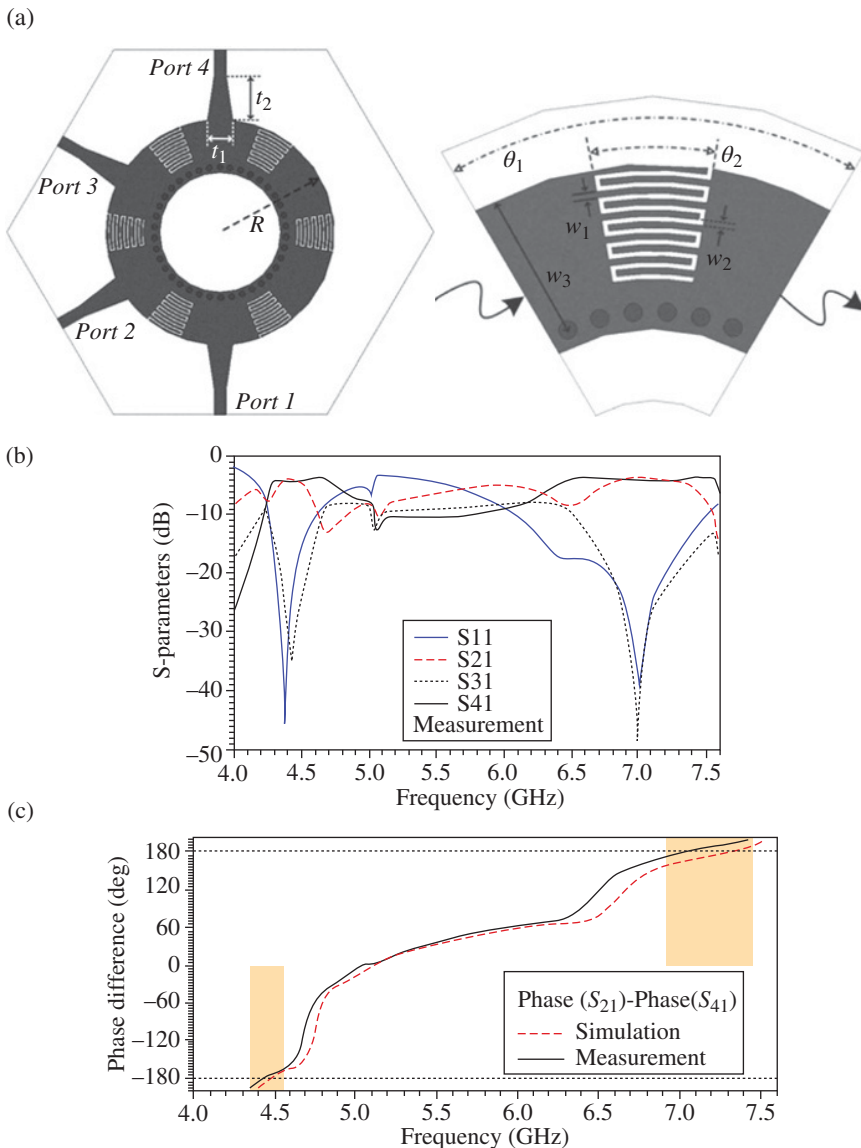 (a)
Port 4
t2
t1
Port 3
R
Port 2
Port 1
θ1
θ2
w1
w2
w3
(b)
0
–10
–20
–30
–40
–50
S-parameters (dB)
S11
S21
S31
S41
Measurement
4.0 4.5 5.0 5.5 6.0 6.5 7.0 7.5
Frequency (GHz)
(c)
180
120
60
0
–60
–120
–180
Phase difference (deg)
Phase (S21)-Phase(S41)
Simulation
Measurement
4.0 4.5 5.0 5.5 6.0 6.5 7.0 7.5
Frequency (GHz)